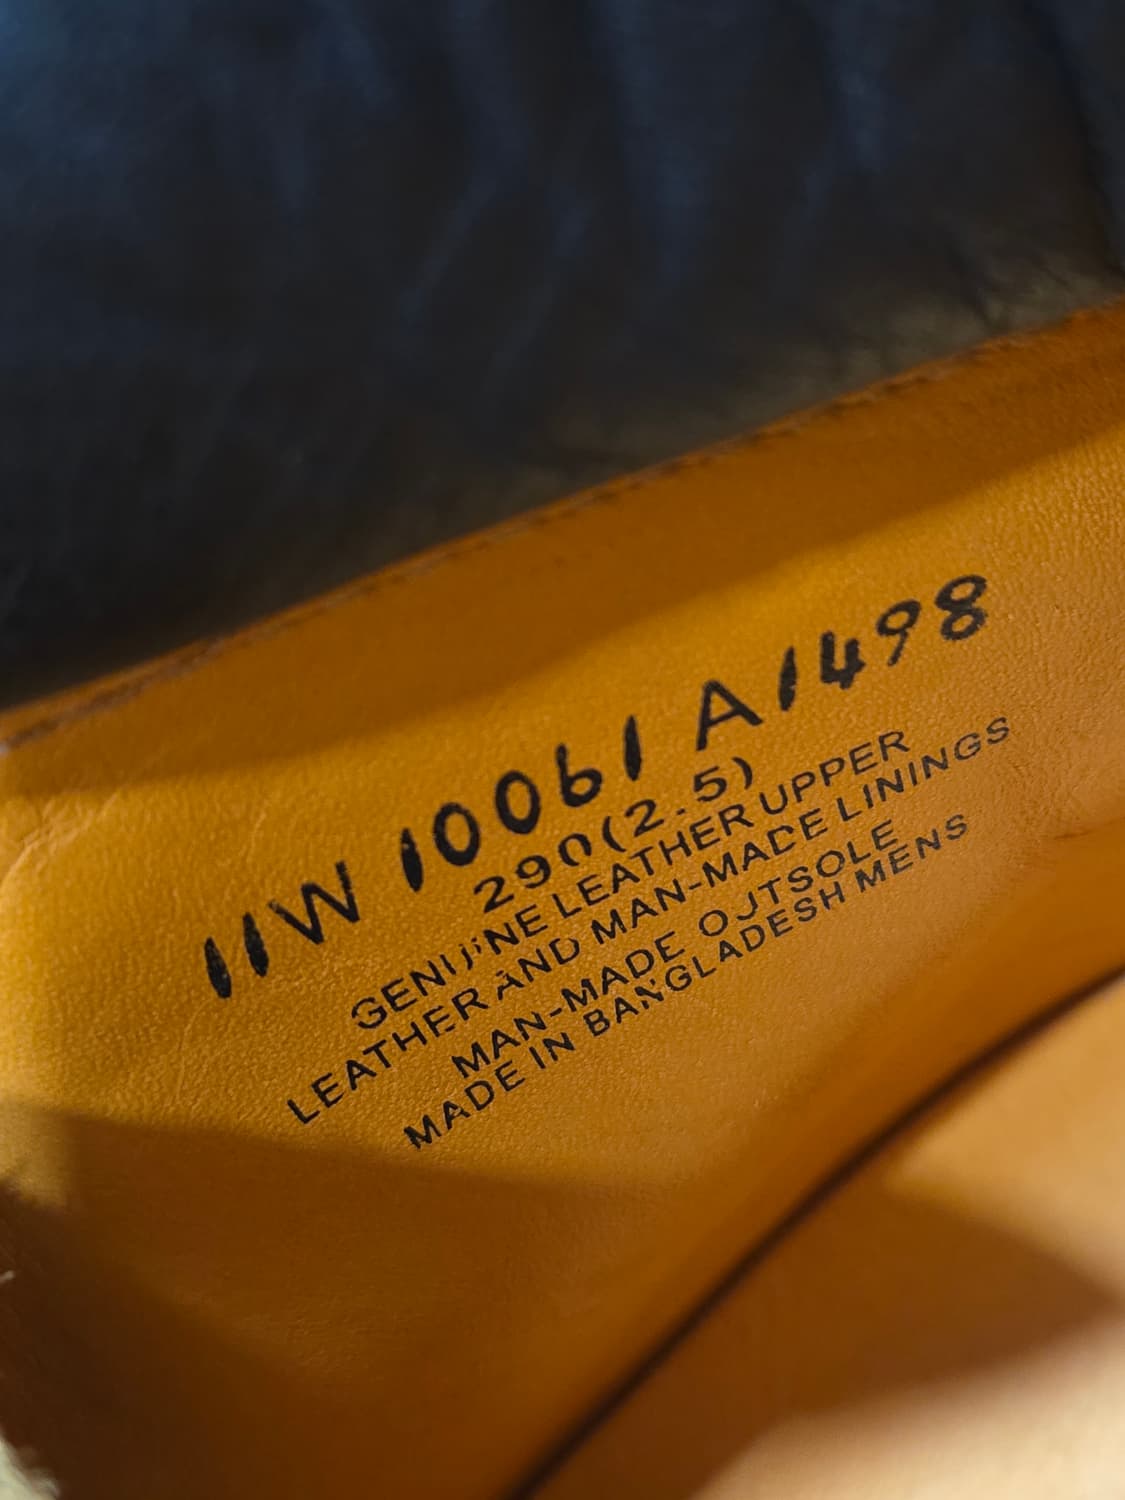 11W 10061 A1498
290(2.5)
GENUINE LEATHER UPPER
LEATHER AND MAN-MADE LININGS
MAN-MADE OUTSOLE
MADE IN BANGLADESH MENS